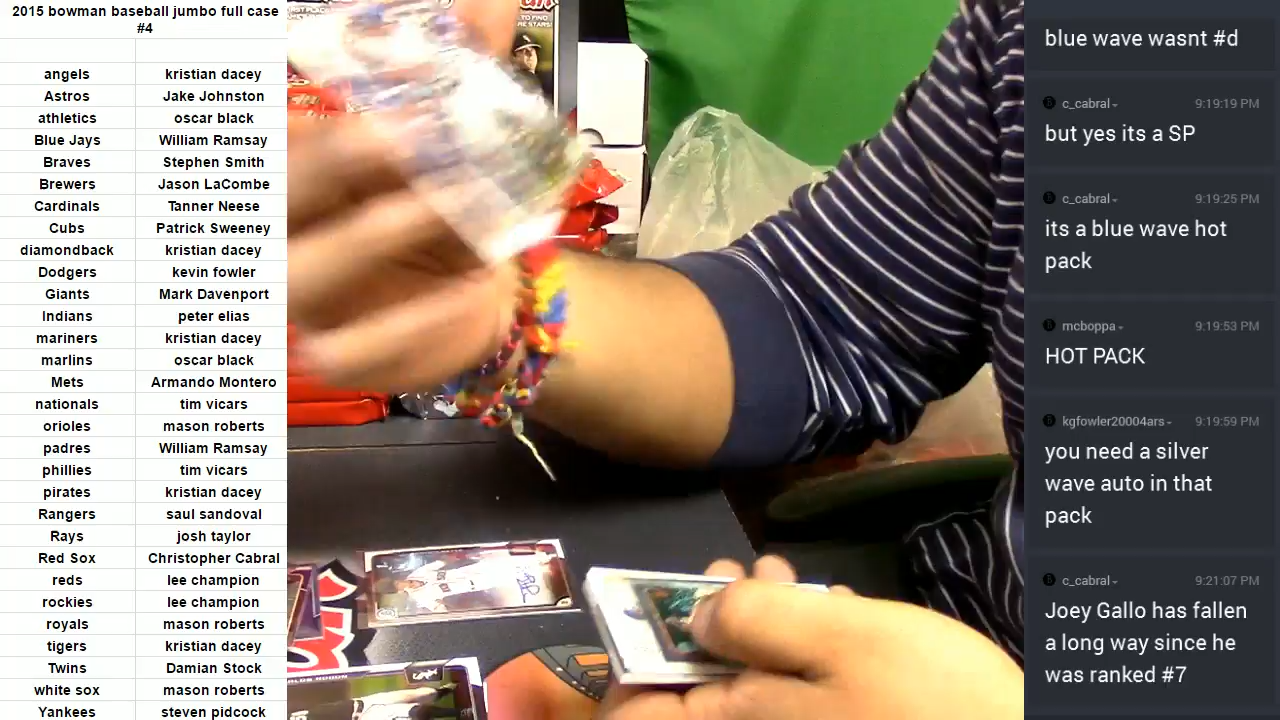 2015 bowman baseball jumbo full case
#4
angels kristian dacey
Astros Jake Johnston
athletics oscar black
Blue Jays William Ramsay
Braves Stephen Smith
Brewers Jason LaCombe
Cardinals Tanner Neese
Cubs Patrick Sweeney
diamondback kristian dacey
Dodgers kevin fowler
Giants Mark Davenport
Indians peter elias
mariners kristian dacey
marlins oscar black
Mets Armando Montero
nationals tim vicars
orioles mason roberts
padres William Ramsay
phillies tim vicars
pirates kristian dacey
Rangers saul sandoval
Rays josh taylor
Red Sox Christopher Cabral
reds lee champion
rockies lee champion
royals mason roberts
tigers kristian dacey
Twins Damian Stock
white sox mason roberts
Yankees steven pidcock
TO FIND
blue wave wasnt #d
c_cabral 9:19:19 PM
but yes its a SP
c_cabral 9:19:25 PM
its a blue wave hot
pack
mcboppa 9:19:53 PM
HOT PACK
kgfowler20004ars 9:19:59 PM
you need a silver
wave auto in that
pack
c_cabral 9:21:07 PM
Joey Gallo has fallen
a long way since he
was ranked #7